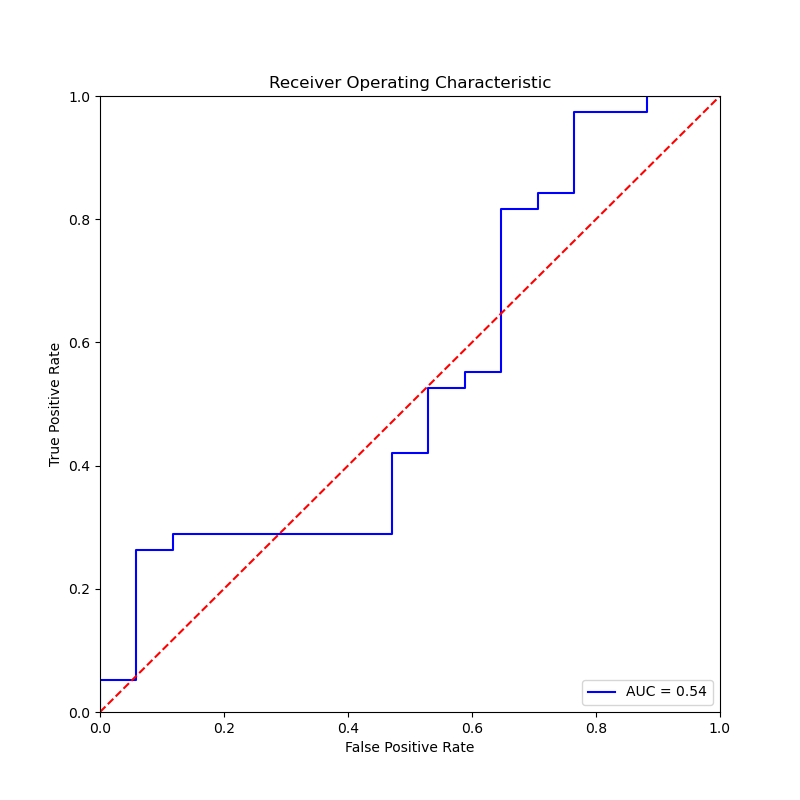 Receiver Operating Characteristic
1.0
0.8
0.6
0.4
0.2
0.0
True Positive Rate
AUC = 0.54
0.0 0.2 0.4 0.6 0.8 1.0
False Positive Rate